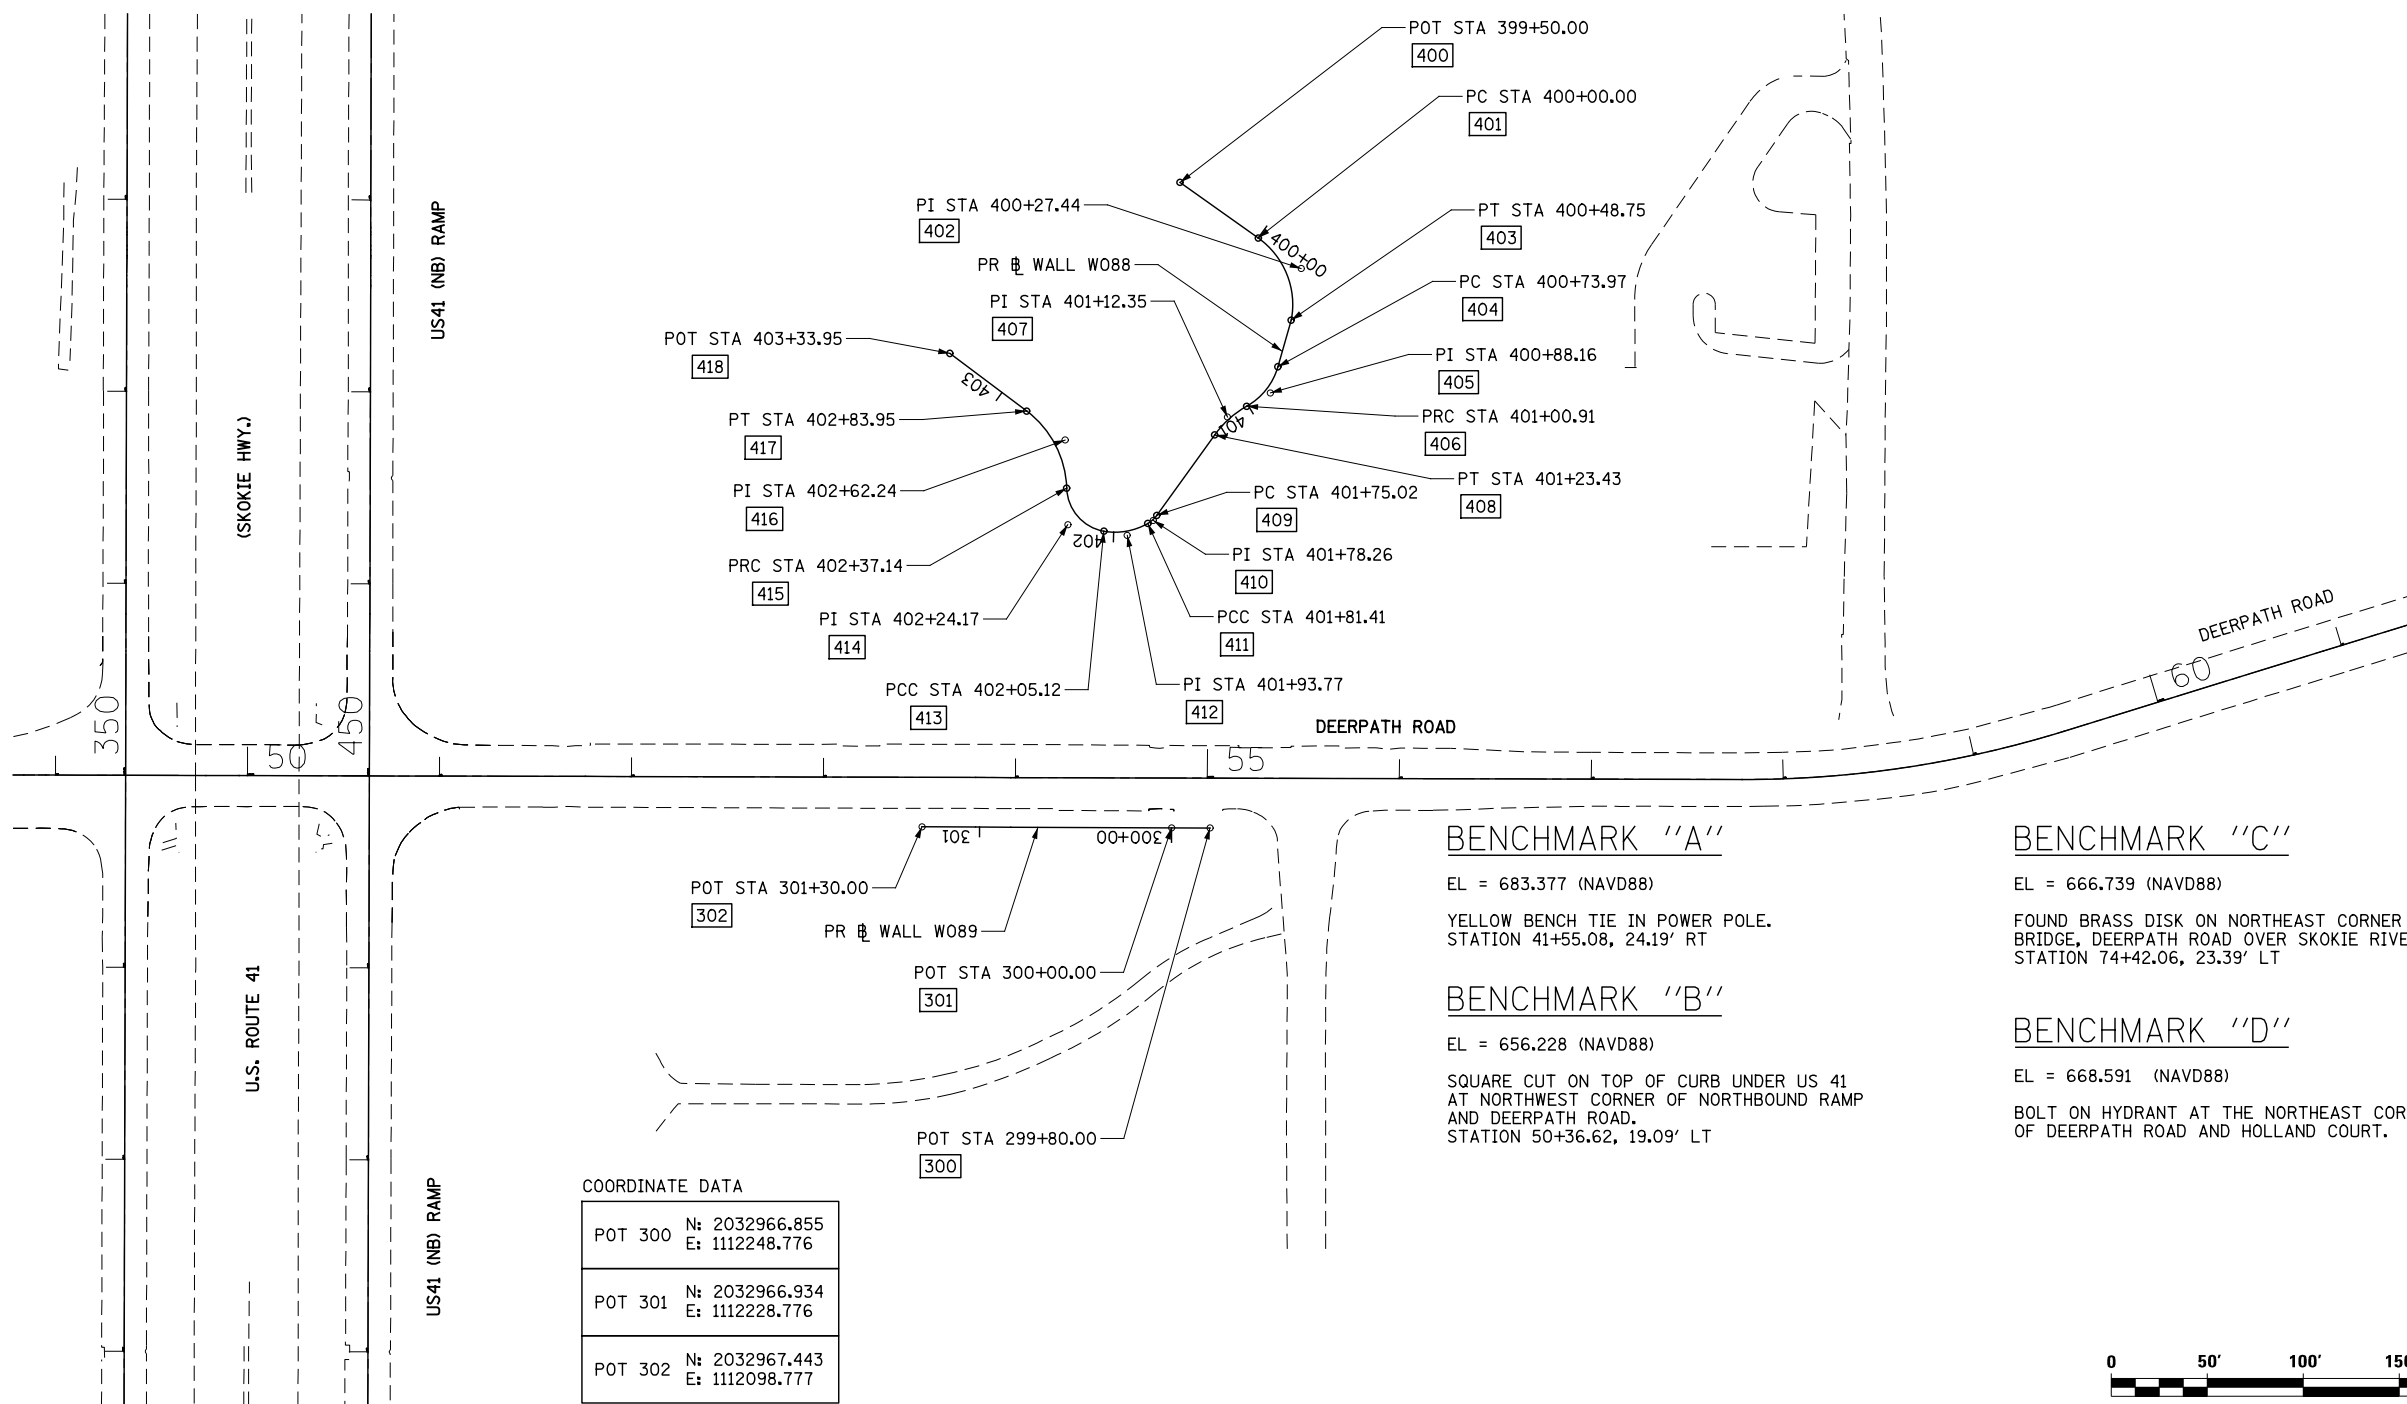 POT STA 399+50.00
400
PC STA 400+00.00
401
PI STA 400+27.44
402
PT STA 400+48.75
403
400+00
PR ⅊ WALL W088
PC STA 400+73.97
404
PI STA 401+12.35
407
POT STA 403+33.95
418
PI STA 400+88.16
405
403
PT STA 402+83.95
417
PRC STA 401+00.91
406
401
PI STA 402+62.24
416
PC STA 401+75.02
409
PT STA 401+23.43
408
402
PRC STA 402+37.14
415
PI STA 401+78.26
410
PI STA 402+24.17
414
PCC STA 401+81.41
411
PCC STA 402+05.12
413
PI STA 401+93.77
412
US41 (NB) RAMP
(SKOKIE HWY.)
350
50
450
DEERPATH ROAD
55
DEERPATH ROAD
60
301
300+00
POT STA 301+30.00
302
PR ⅊ WALL W089
POT STA 300+00.00
301
POT STA 299+80.00
300
U.S. ROUTE 41
US41 (NB) RAMP
BENCHMARK "A"
EL = 683.377 (NAVD88)
YELLOW BENCH TIE IN POWER POLE.
STATION 41+55.08, 24.19' RT
BENCHMARK "B"
EL = 656.228 (NAVD88)
SQUARE CUT ON TOP OF CURB UNDER US 41
AT NORTHWEST CORNER OF NORTHBOUND RAMP
AND DEERPATH ROAD.
STATION 50+36.62, 19.09' LT
BENCHMARK "C"
EL = 666.739 (NAVD88)
FOUND BRASS DISK ON NORTHEAST CORNER
BRIDGE, DEERPATH ROAD OVER SKOKIE RIVE
STATION 74+42.06, 23.39' LT
BENCHMARK "D"
EL = 668.591 (NAVD88)
BOLT ON HYDRANT AT THE NORTHEAST COR
OF DEERPATH ROAD AND HOLLAND COURT.
COORDINATE DATA
POT 300
N: 2032966.855
E: 1112248.776
POT 301
N: 2032966.934
E: 1112228.776
POT 302
N: 2032967.443
E: 1112098.777
0 50' 100' 150